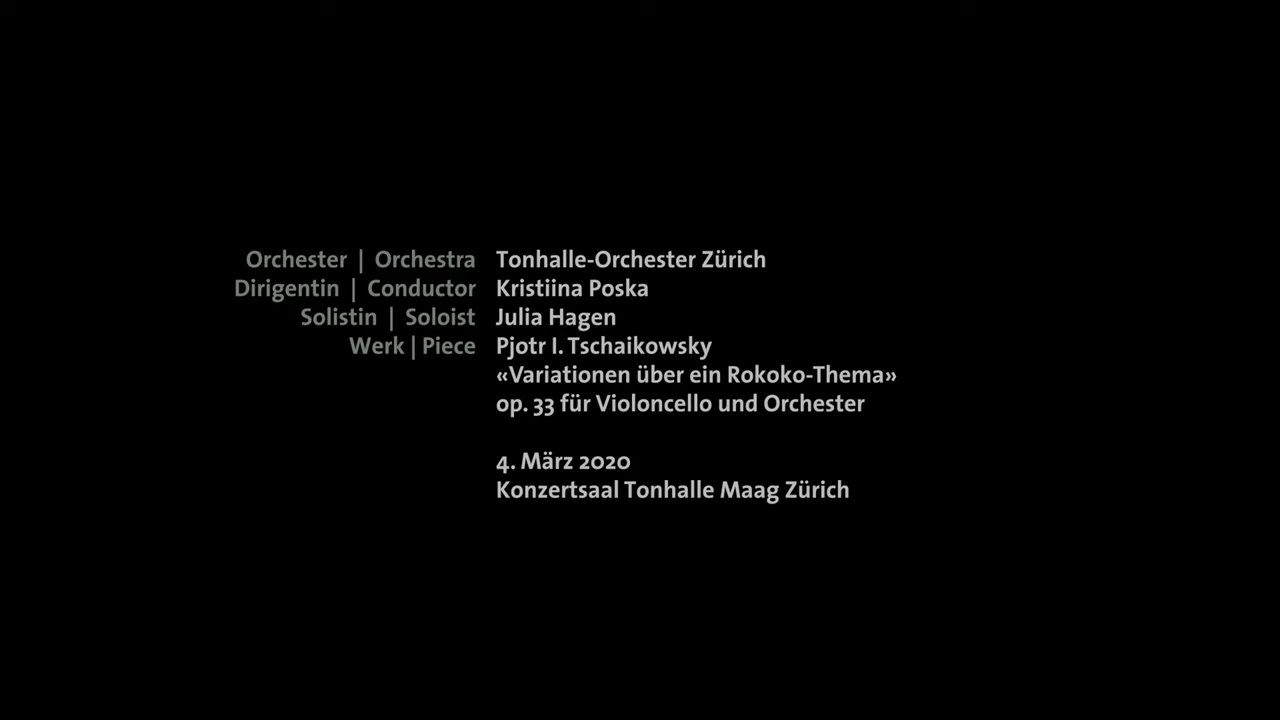 Orchester | Orchestra Tonhalle-Orchester Zürich
Dirigentin | Conductor Kristiina Poska
Solistin | Soloist Julia Hagen
Werk | Piece Pjotr I. Tschaikowsky
«Variationen über ein Rokoko-Thema»
op. 33 für Violoncello und Orchester
4. März 2020
Konzertsaal Tonhalle Maag Zürich